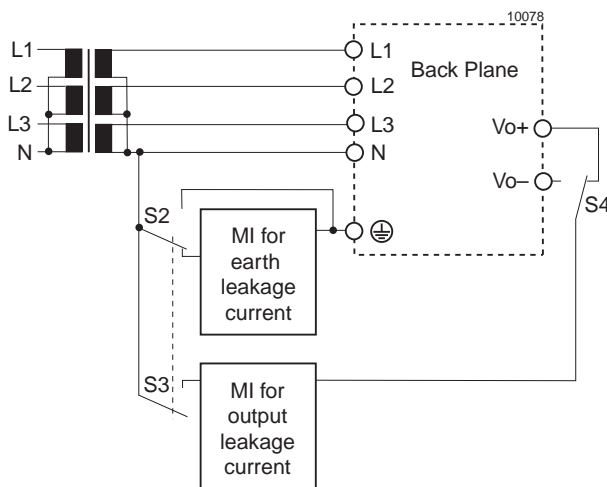 10078
L1
L1
Back Plane
L2
L2
L3
L3
Vo+
N
N
Vo–
S2
S4
MI for
earth
leakage
current
S3
MI for
output
leakage
current